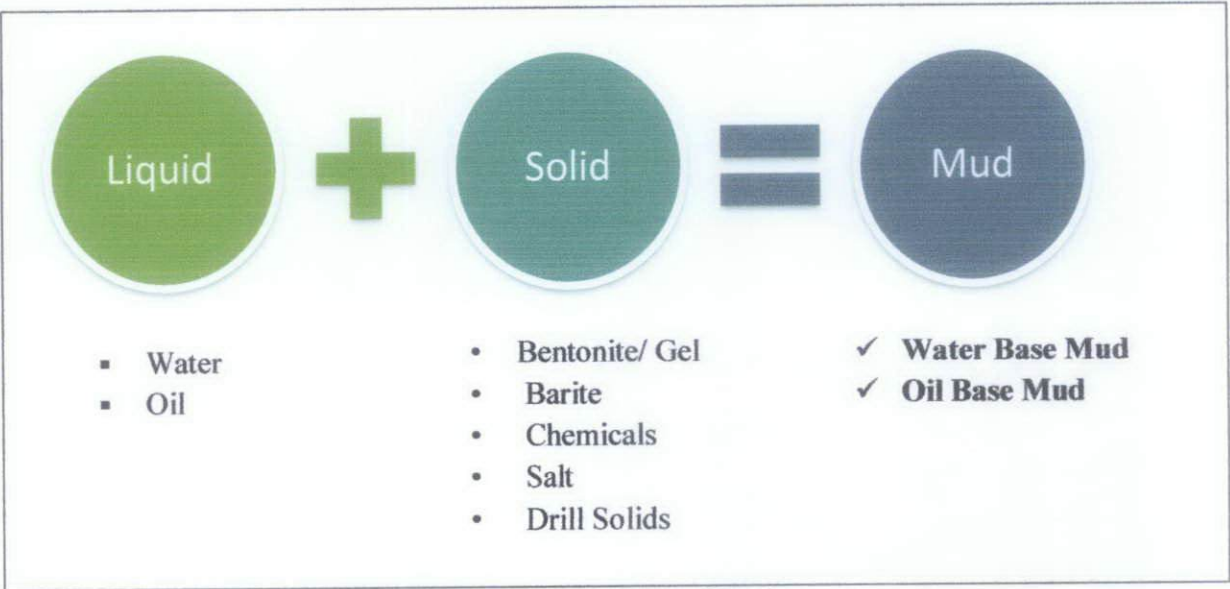 Liquid
+
Solid
=
Mud
▪ Water
▪ Oil
• Bentonite/ Gel
• Barite
• Chemicals
• Salt
• Drill Solids
✓ Water Base Mud
✓ Oil Base Mud